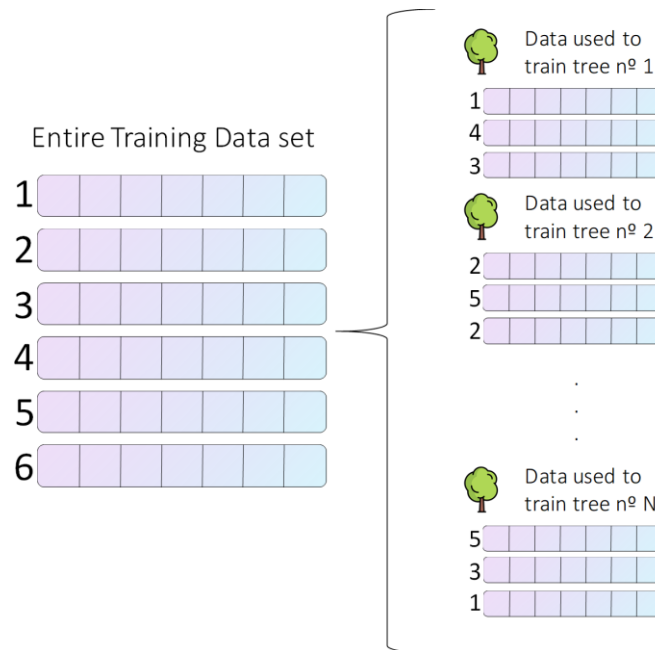 Entire Training Data set
1
2
3
4
5
6
Data used to
train tree nº 1
1
4
3
Data used to
train tree nº 2
2
5
2
.
.
.
Data used to
train tree nº N
5
3
1